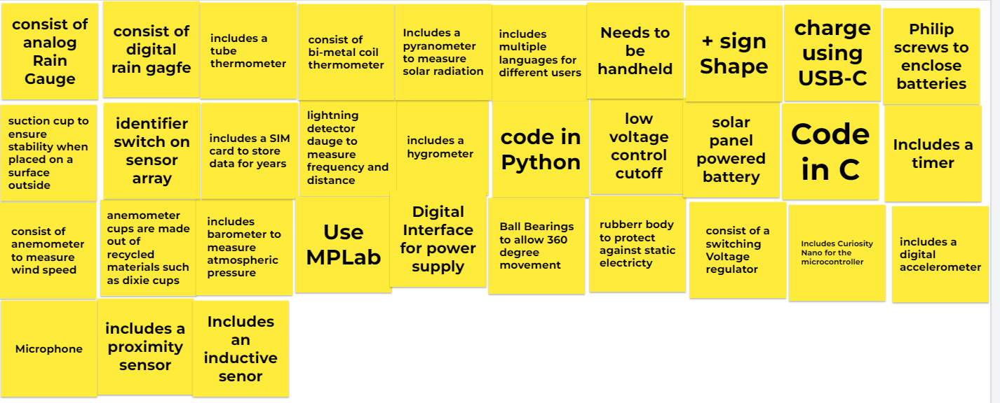 consist of
analog
Rain
Gauge
consist of
digital
rain gagfe
includes a
tube
thermometer
consist of
bi-metal coil
thermometer
Includes a
pyranometer
to measure
solar radiation
includes
multiple
languages for
different users
Needs to
be
handheld
+ sign
Shape
charge
using
USB-C
Philip
screws to
enclose
batteries
suction cup to
ensure
stability when
placed on a
surface
outside
identifier
switch on
sensor
array
includes a SIM
card to store
data for years
lightning
detector
dauge to
measure
frequency and
distance
includes a
hygrometer
code in
Python
low
voltage
control
cutoff
solar
panel
powered
battery
Code
in C
Includes a
timer
consist of
anemometer
to measure
wind speed
anemometer
cups are made
out of
recycled
materials such
as dixie cups
includes
barometer to
measure
atmospheric
pressure
Use
MPLab
Digital
Interface
for power
supply
Ball Bearings
to allow 360
degree
movement
rubberr body
to protect
against static
electricty
consist of a
switching
Voltage
regulator
Includes Curiosity
Nano for the
microcontroller
includes a
digital
accelerometer
Microphone
includes a
proximity
sensor
Includes
an
inductive
senor